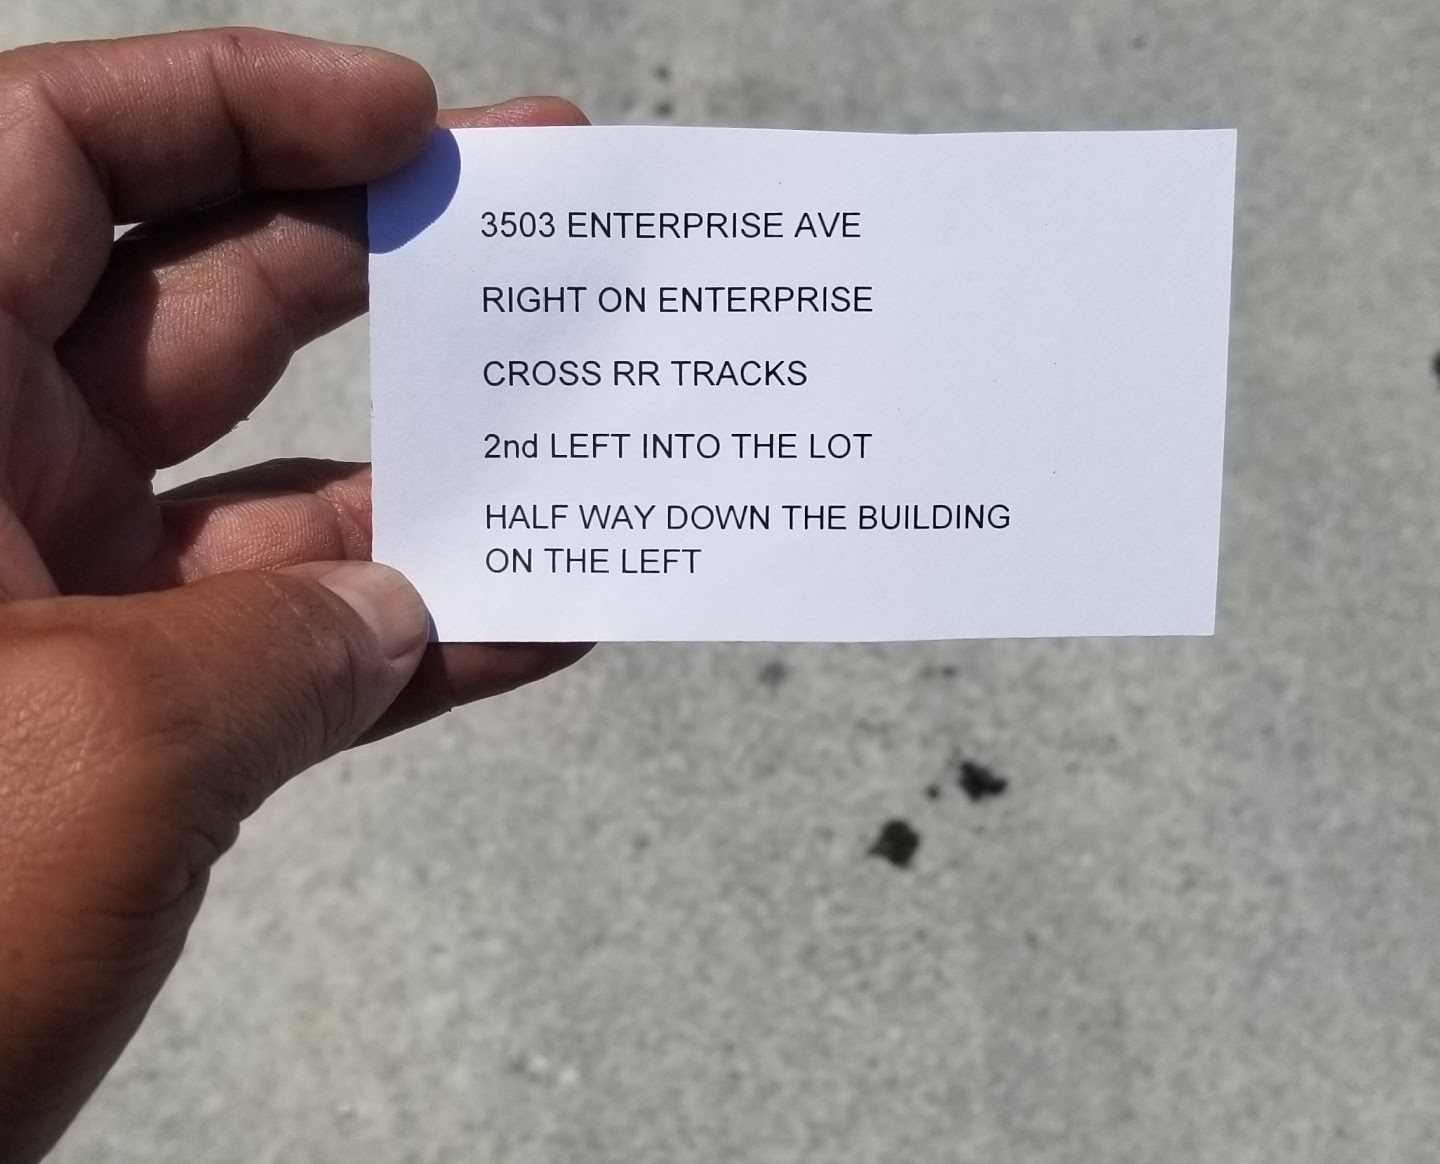 3503 ENTERPRISE AVE
RIGHT ON ENTERPRISE
CROSS RR TRACKS
2nd LEFT INTO THE LOT
HALF WAY DOWN THE BUILDING
ON THE LEFT